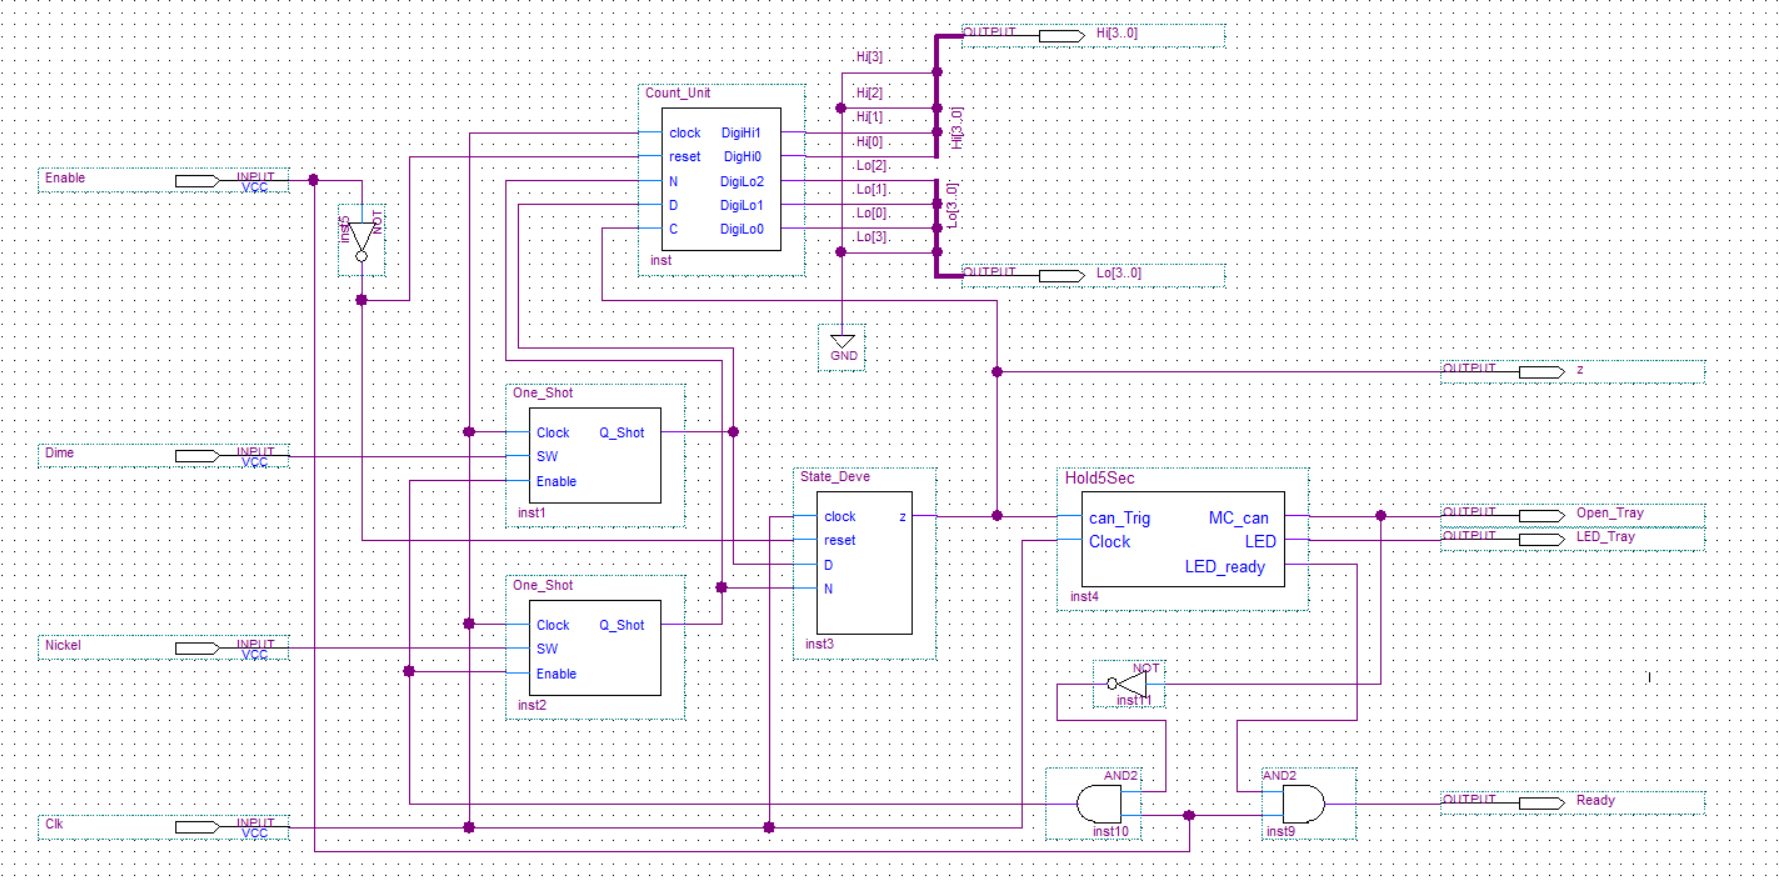 OUTPUT
Hi[3..0]
Hi[3]
Count_Unit
Hi[2]
Hi[1]
Hi[3..0]
clock
DigiHi1
Hi[0]
reset
DigHi0
Lo[2]
Enable
INPUT
VCC
N
DigiLo2
Lo[1]
Lo[3..0]
D
DigiLo1
Lo[0]
inst5
NOT
C
DigiLo0
Lo[3]
inst
OUTPUT
Lo[3..0]
GND
OUTPUT
z
One_Shot
Clock
Q_Shot
Dime
INPUT
VCC
SW
Enable
inst1
State_Deve
clock
z
reset
D
N
inst3
Hold5Sec
can_Trig
MC_can
Clock
LED
LED_ready
inst4
OUTPUT
Open_Tray
OUTPUT
LED_Tray
One_Shot
Clock
Q_Shot
Nickel
INPUT
VCC
SW
Enable
inst2
NOT
inst11
AND2
inst10
AND2
inst9
OUTPUT
Ready
Clk
INPUT
VCC